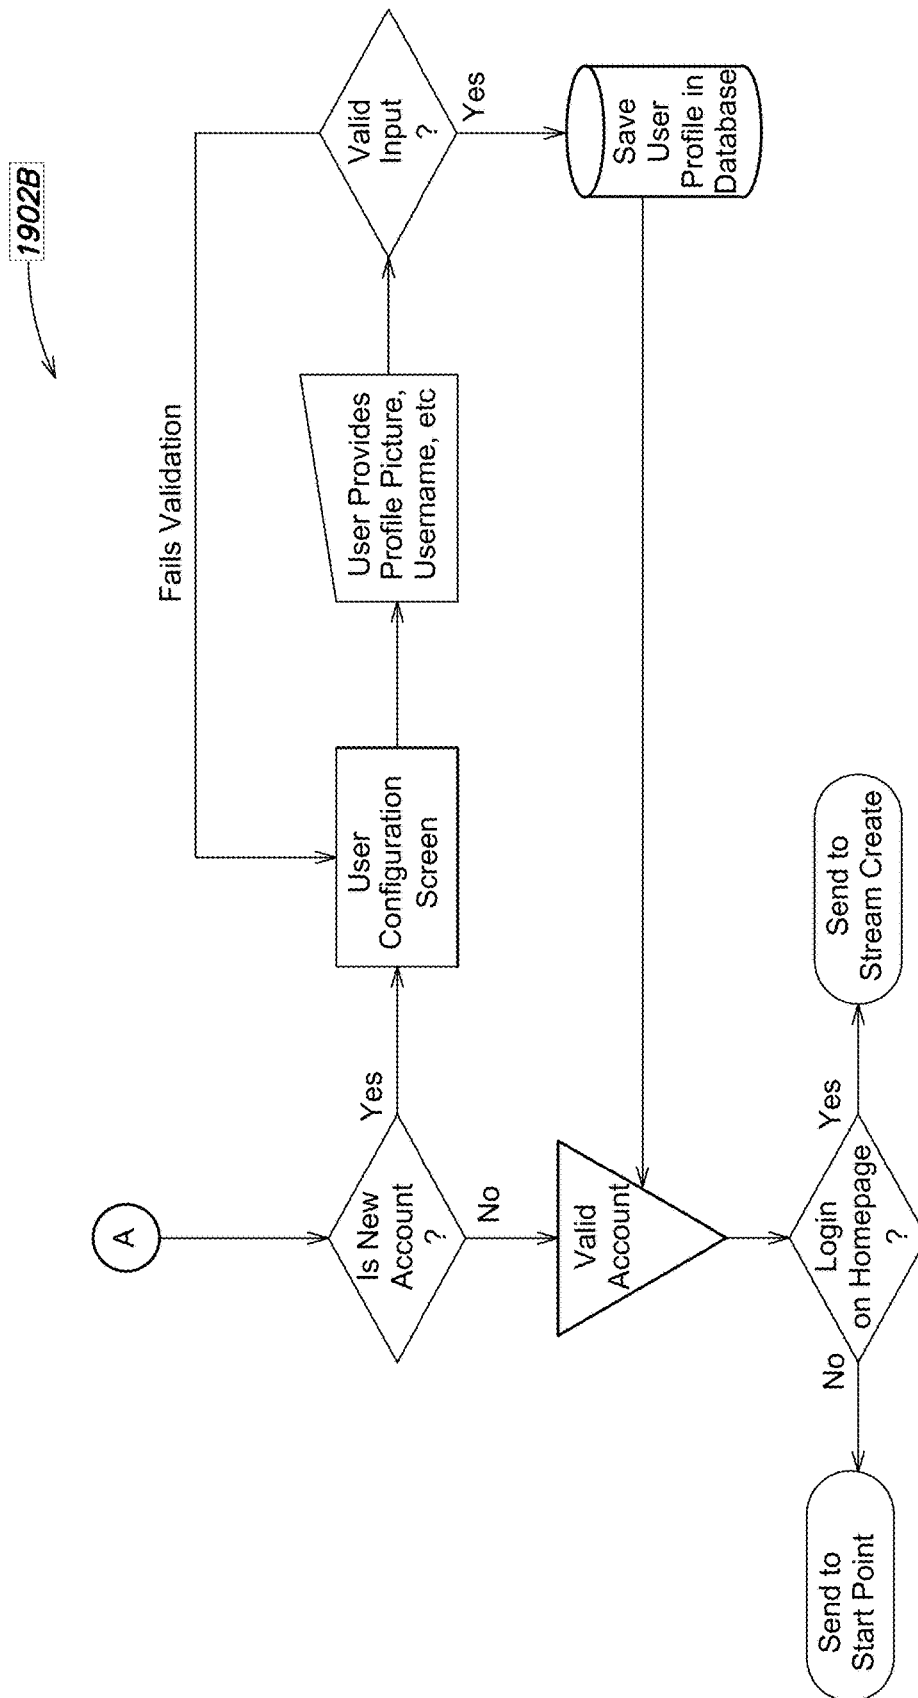 1902B
A
Is New
Account
?
Yes
No
User
Configuration
Screen
User Provides
Profile Picture,
Username, etc
Valid
Input
?
Fails Validation
Yes
Save
User
Profile in
Database
Valid
Account
Login
on Homepage
?
No
Yes
Send to
Start Point
Send to
Stream Create